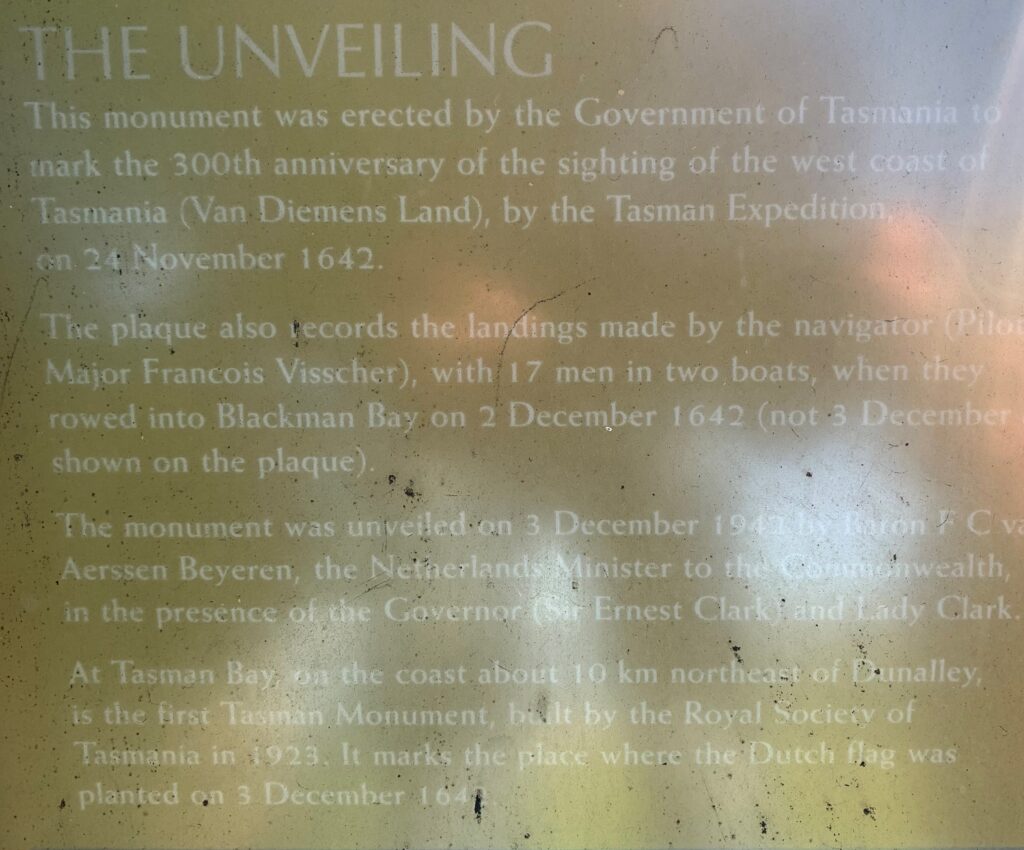 THE UNVEILING
This monument was erected by the Government of Tasmania to
mark the 300th anniversary of the sighting of the west coast of
Tasmania (Van Diemens Land), by the Tasman Expedition,
on 24 November 1642.
The plaque also records the landings made by the navigator (Pilot
Major Francois Visscher), with 17 men in two boats, when they
rowed into Blackman Bay on 2 December 1642 (not 3 December
shown on the plaque).
The monument was unveiled on 3 December 1942 by Baron F C va
Aerssen Beyeren, the Netherlands Minister to the Commonwealth,
in the presence of the Governor (Sir Ernest Clark) and Lady Clark.
At Tasman Bay, on the coast about 10 km northeast of Dunalley,
is the first Tasman Monument, built by the Royal Society of
Tasmania in 1923. It marks the place where the Dutch flag was
planted on 3 December